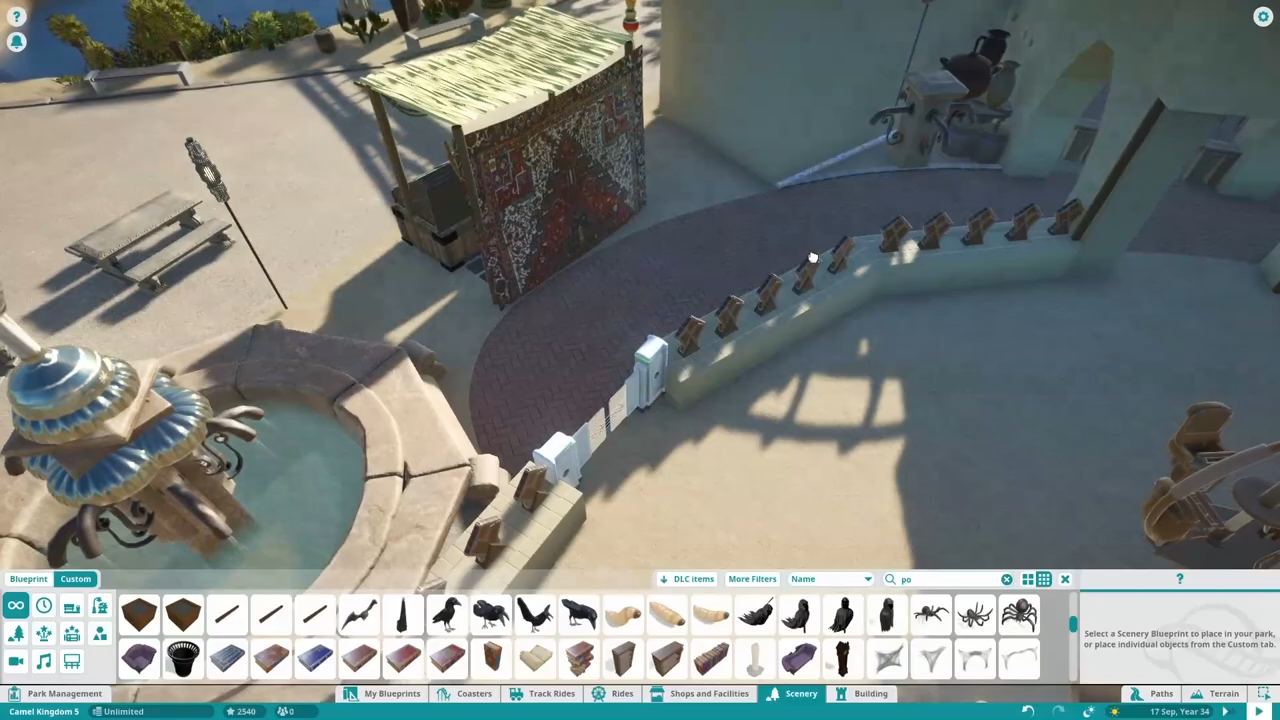 Blueprint
Custom
DLC items
More Filters
Name
po
?
Select a Scenery Blueprint to place in your park,
or place individual objects from the Custom tab.
Park Management
My Blueprints
Coasters
Track Rides
Rides
Shops and Facilities
Scenery
Building
Paths
Terrain
Camel Kingdom 5
Unlimited
2540
0
17 Sep, Year 34